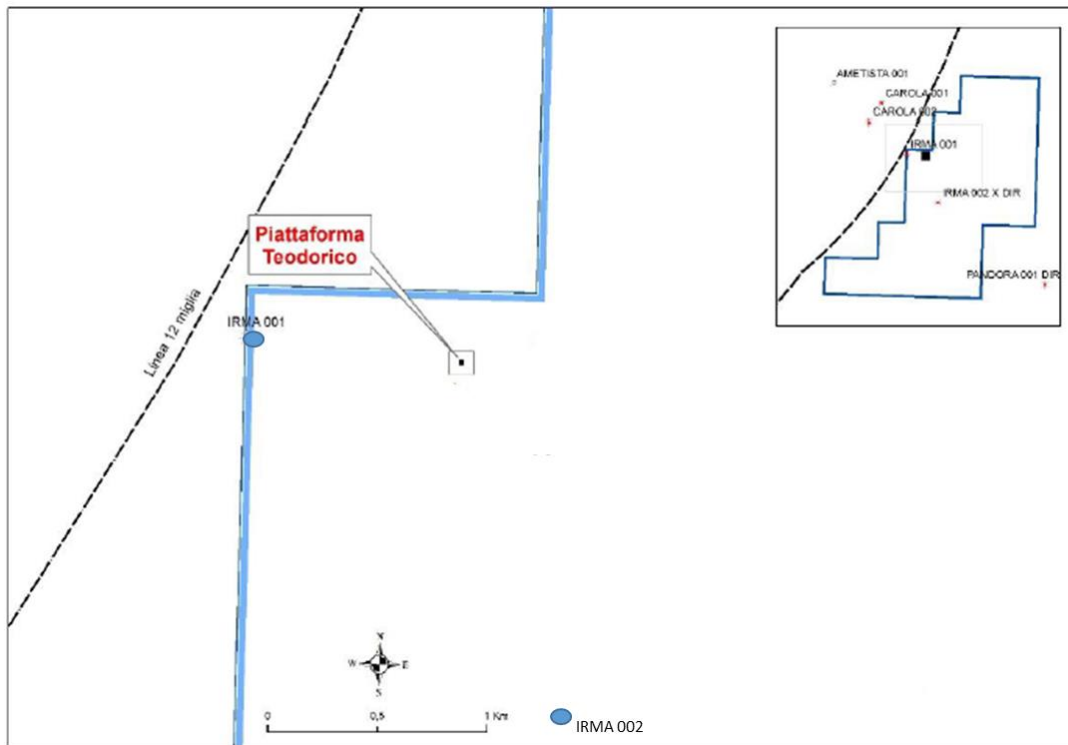 AMETISTA 001
CAROLA 001
CAROLA 002
IRMA 001
IRMA 002 X DIR
PANDORA 001 DIR
Piattaforma
Teodorico
Linea 12 miglia
IRMA 001
N
W E
S
0 0,5 1 Km
IRMA 002